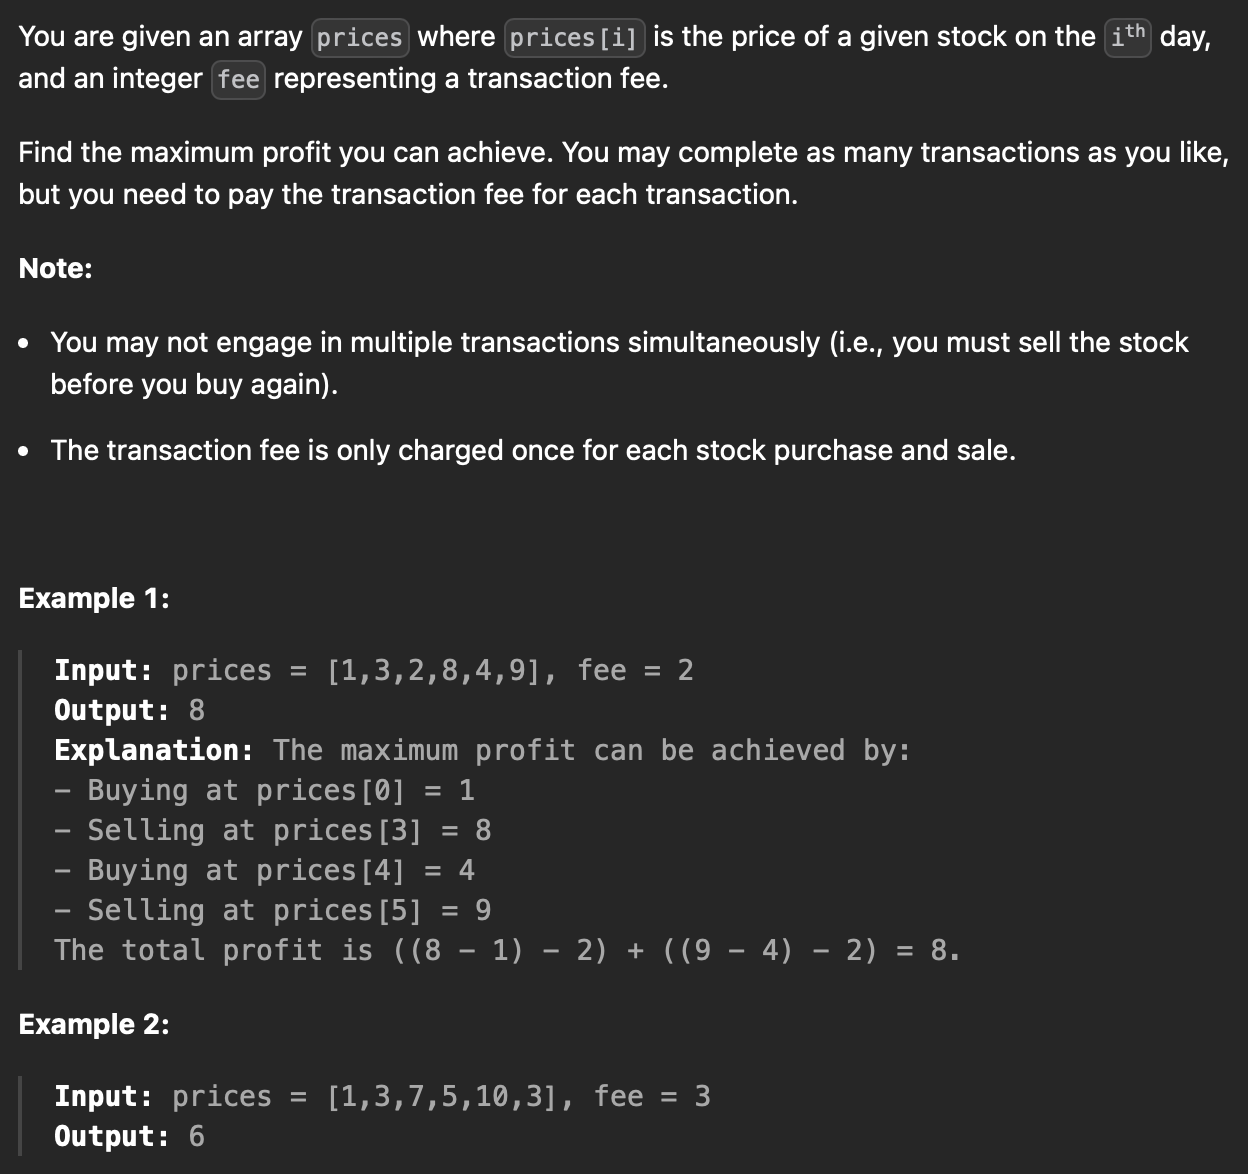 You are given an array prices where prices[i] is the price of a given stock on the ith day,
and an integer fee representing a transaction fee.
Find the maximum profit you can achieve. You may complete as many transactions as you like,
but you need to pay the transaction fee for each transaction.
Note:
• You may not engage in multiple transactions simultaneously (i.e., you must sell the stock
before you buy again).
• The transaction fee is only charged once for each stock purchase and sale.
Example 1:
Input: prices = [1,3,2,8,4,9], fee = 2
Output: 8
Explanation: The maximum profit can be achieved by:
- Buying at prices[0] = 1
- Selling at prices[3] = 8
- Buying at prices[4] = 4
- Selling at prices[5] = 9
The total profit is ((8 - 1) - 2) + ((9 - 4) - 2) = 8.
Example 2:
Input: prices = [1,3,7,5,10,3], fee = 3
Output: 6